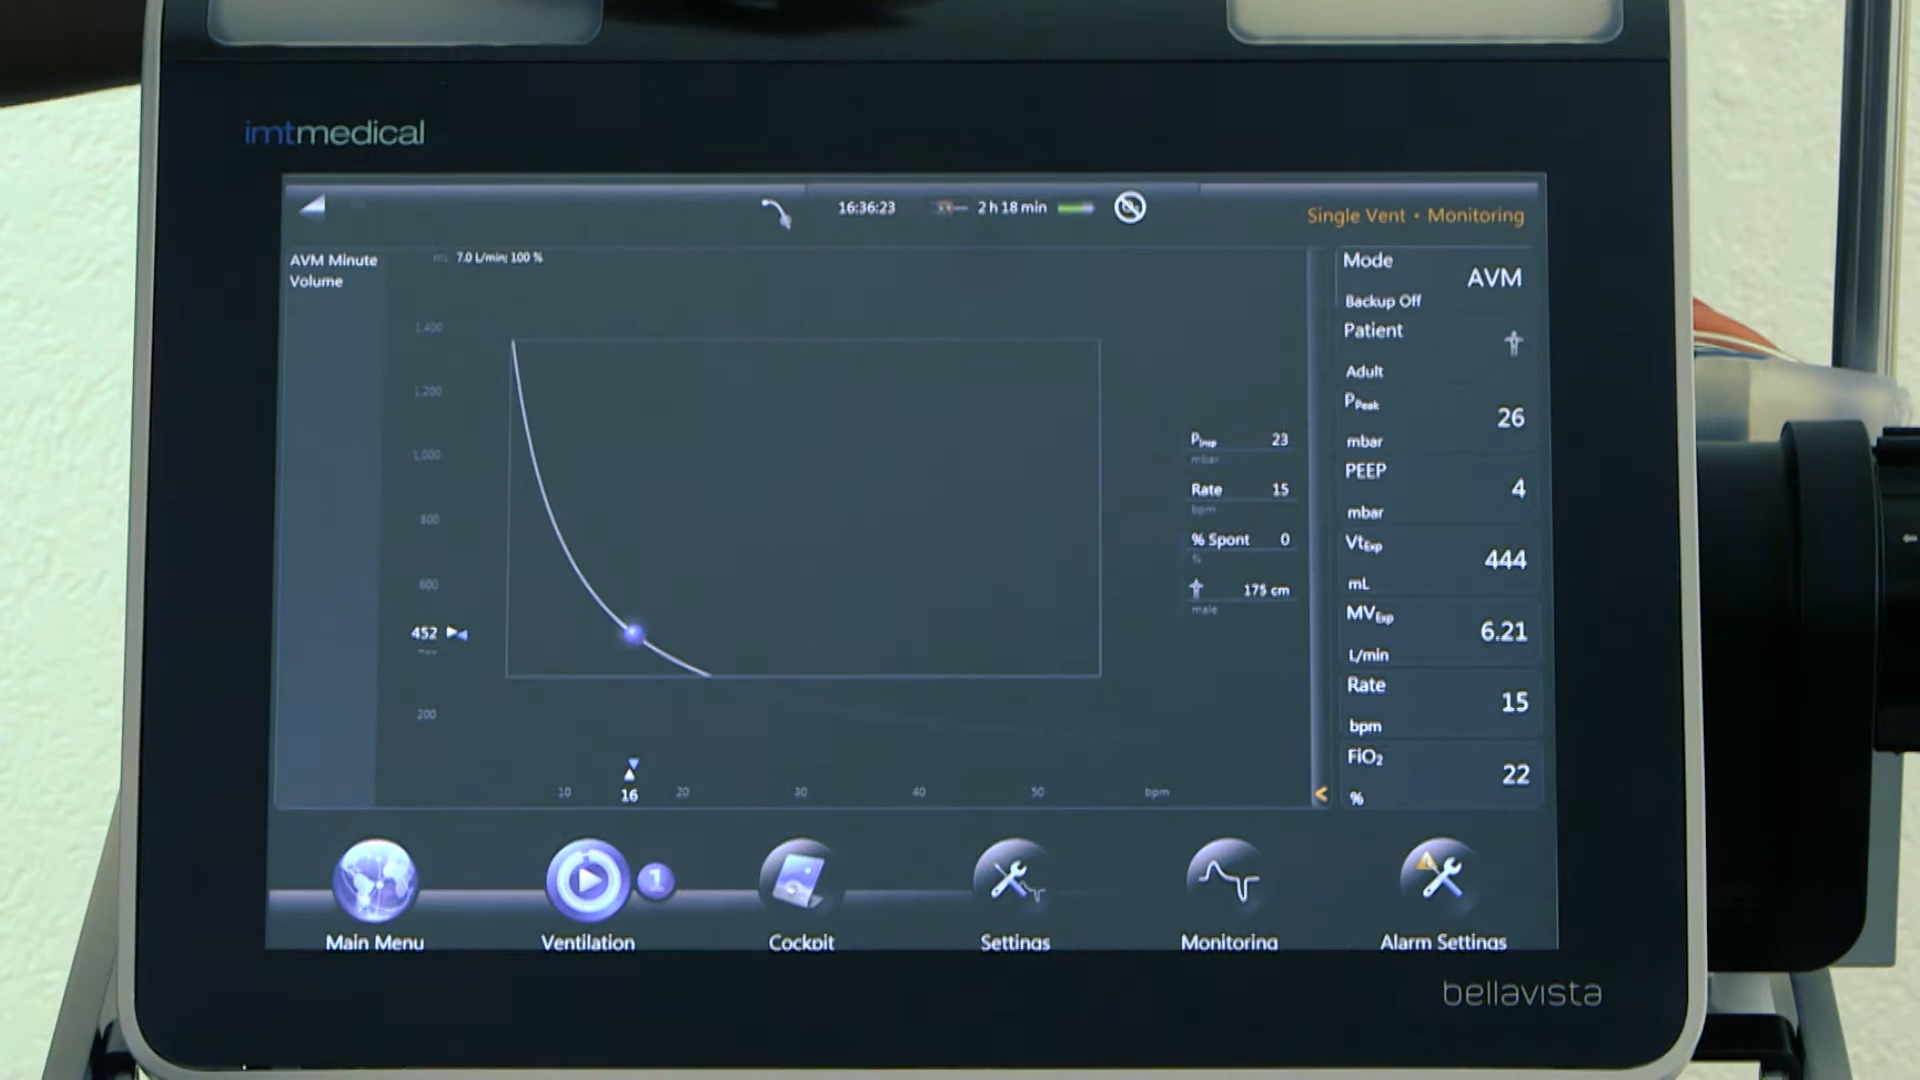 imtmedical
16:36:23
2 h 18 min
Single Vent • Monitoring
AVM Minute
Volume
mL 7.0 L/min; 100 %
1,400
1,200
1,000
800
600
452
200
16
10
20
30
40
50
bpm
PInsp 23
mbar
Rate 15
bpm
% Spont 0
%
175 cm
male
Mode
AVM
Backup Off
Patient
Adult
PPeak
26
mbar
PEEP
4
mbar
VtExp
444
mL
MVExp
6.21
L/min
Rate
15
bpm
FiO2
22
%
<
1
Main Menu
Ventilation
Cockpit
Settings
Monitoring
Alarm Settings
bellavista